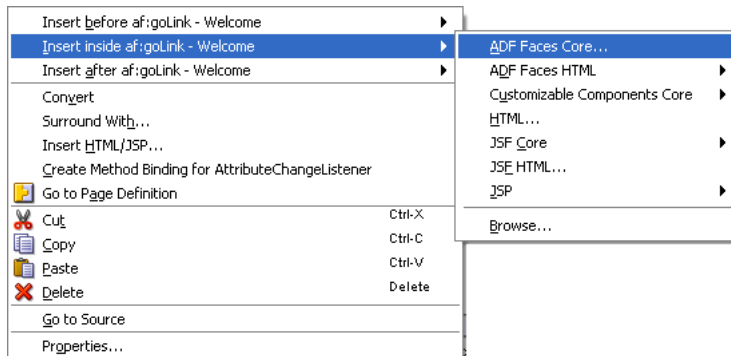 Insert before af:goLink - Welcome
Insert inside af:goLink - Welcome
Insert after af:goLink - Welcome
Convert
Surround With...
Insert HTML/JSP...
Create Method Binding for AttributeChangeListener
Go to Page Definition
Cut Ctrl-X
Copy Ctrl-C
Paste Ctrl-V
Delete Delete
Go to Source
Properties...
ADF Faces Core...
ADF Faces HTML
Customizable Components Core
HTML...
JSF Core
JSF HTML...
JSP
Browse...